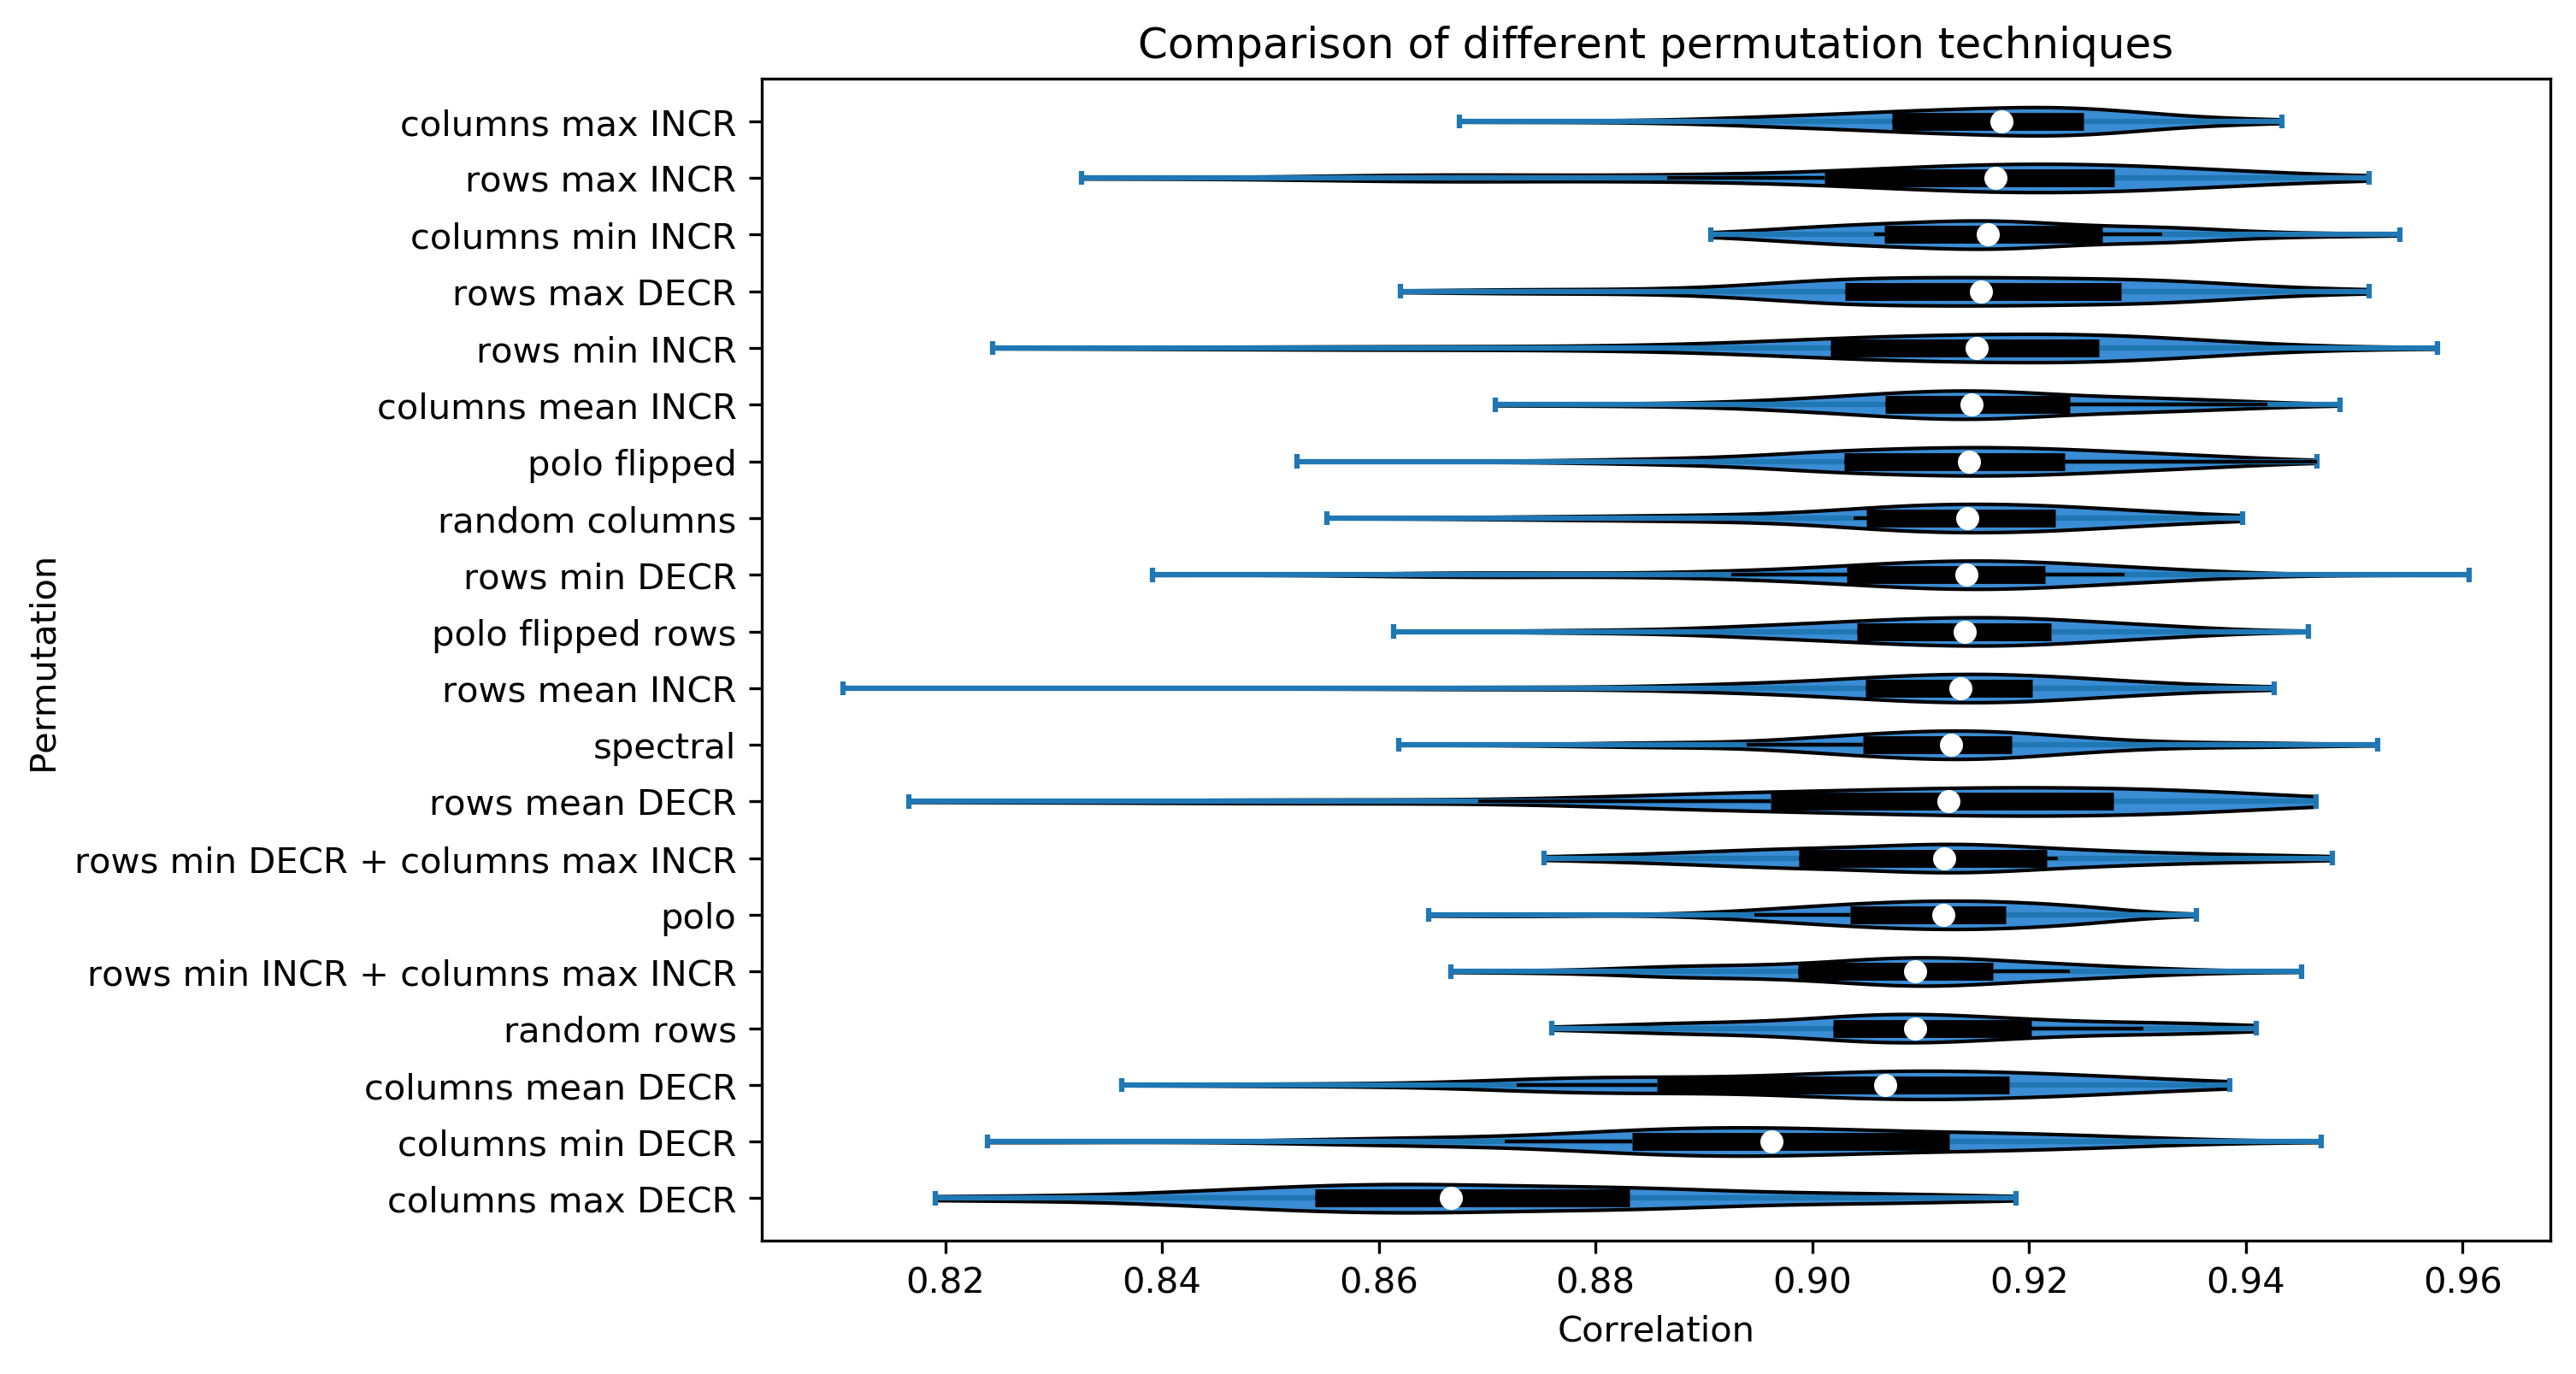 Comparison of different permutation techniques
columns max INCR
rows max INCR
columns min INCR
rows max DECR
rows min INCR
columns mean INCR
polo flipped
random columns
rows min DECR
polo flipped rows
rows mean INCR
spectral
rows mean DECR
rows min DECR + columns max INCR
polo
rows min INCR + columns max INCR
random rows
columns mean DECR
columns min DECR
columns max DECR
Permutation
0.82 0.84 0.86 0.88 0.90 0.92 0.94 0.96
Correlation